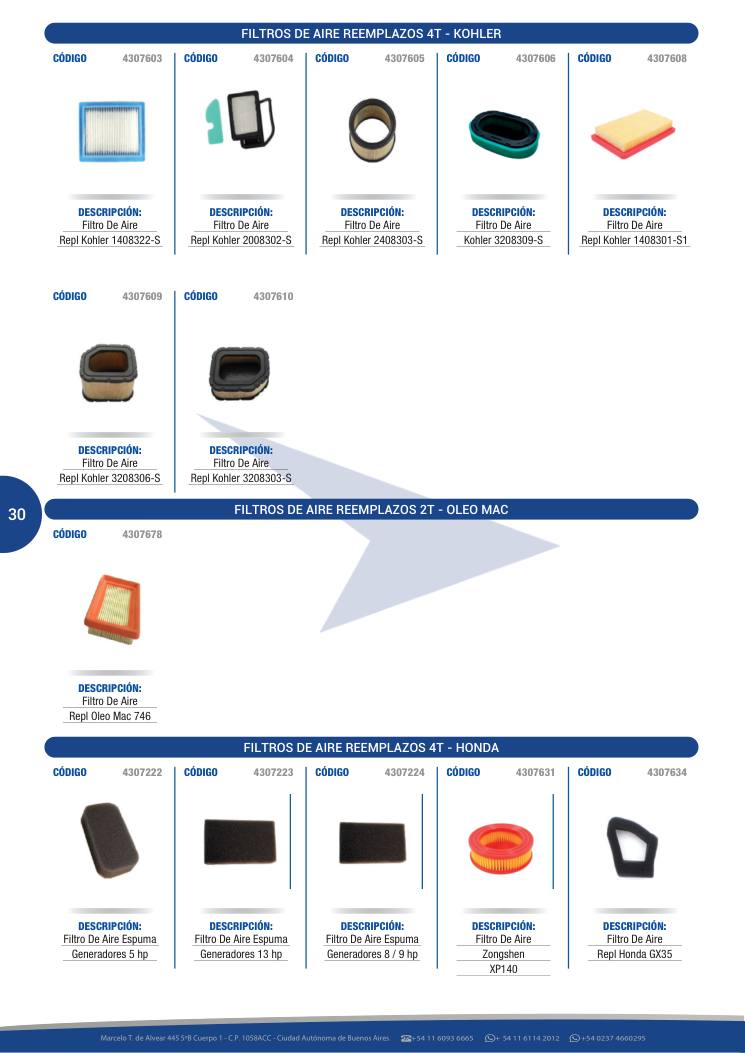 FILTROS DE AIRE REEMPLAZOS 4T - KOHLER
CÓDIGO 4307603
DESCRIPCIÓN:
Filtro De Aire
Repl Kohler 1408322-S
CÓDIGO 4307604
DESCRIPCIÓN:
Filtro De Aire
Repl Kohler 2008302-S
CÓDIGO 4307605
DESCRIPCIÓN:
Filtro De Aire
Repl Kohler 2408303-S
CÓDIGO 4307606
DESCRIPCIÓN:
Filtro De Aire
Kohler 3208309-S
CÓDIGO 4307608
DESCRIPCIÓN:
Filtro De Aire
Repl Kohler 1408301-S1
CÓDIGO 4307609
DESCRIPCIÓN:
Filtro De Aire
Repl Kohler 3208306-S
CÓDIGO 4307610
DESCRIPCIÓN:
Filtro De Aire
Repl Kohler 3208303-S
30
FILTROS DE AIRE REEMPLAZOS 2T - OLEO MAC
CÓDIGO 4307678
DESCRIPCIÓN:
Filtro De Aire
Repl Oleo Mac 746
FILTROS DE AIRE REEMPLAZOS 4T - HONDA
CÓDIGO 4307222
DESCRIPCIÓN:
Filtro De Aire Espuma
Generadores 5 hp
CÓDIGO 4307223
DESCRIPCIÓN:
Filtro De Aire Espuma
Generadores 13 hp
CÓDIGO 4307224
DESCRIPCIÓN:
Filtro De Aire Espuma
Generadores 8 / 9 hp
CÓDIGO 4307631
DESCRIPCIÓN:
Filtro De Aire
Zongshen
XP140
CÓDIGO 4307634
DESCRIPCIÓN:
Filtro De Aire
Repl Honda GX35
Marcelo T. de Alvear 445 5ºB Cuerpo 1 - C.P. 1058ACC - Ciudad Autónoma de Buenos Aires. +54 11 6093 6665 + 54 11 6114 2012 +54 0237 4660295